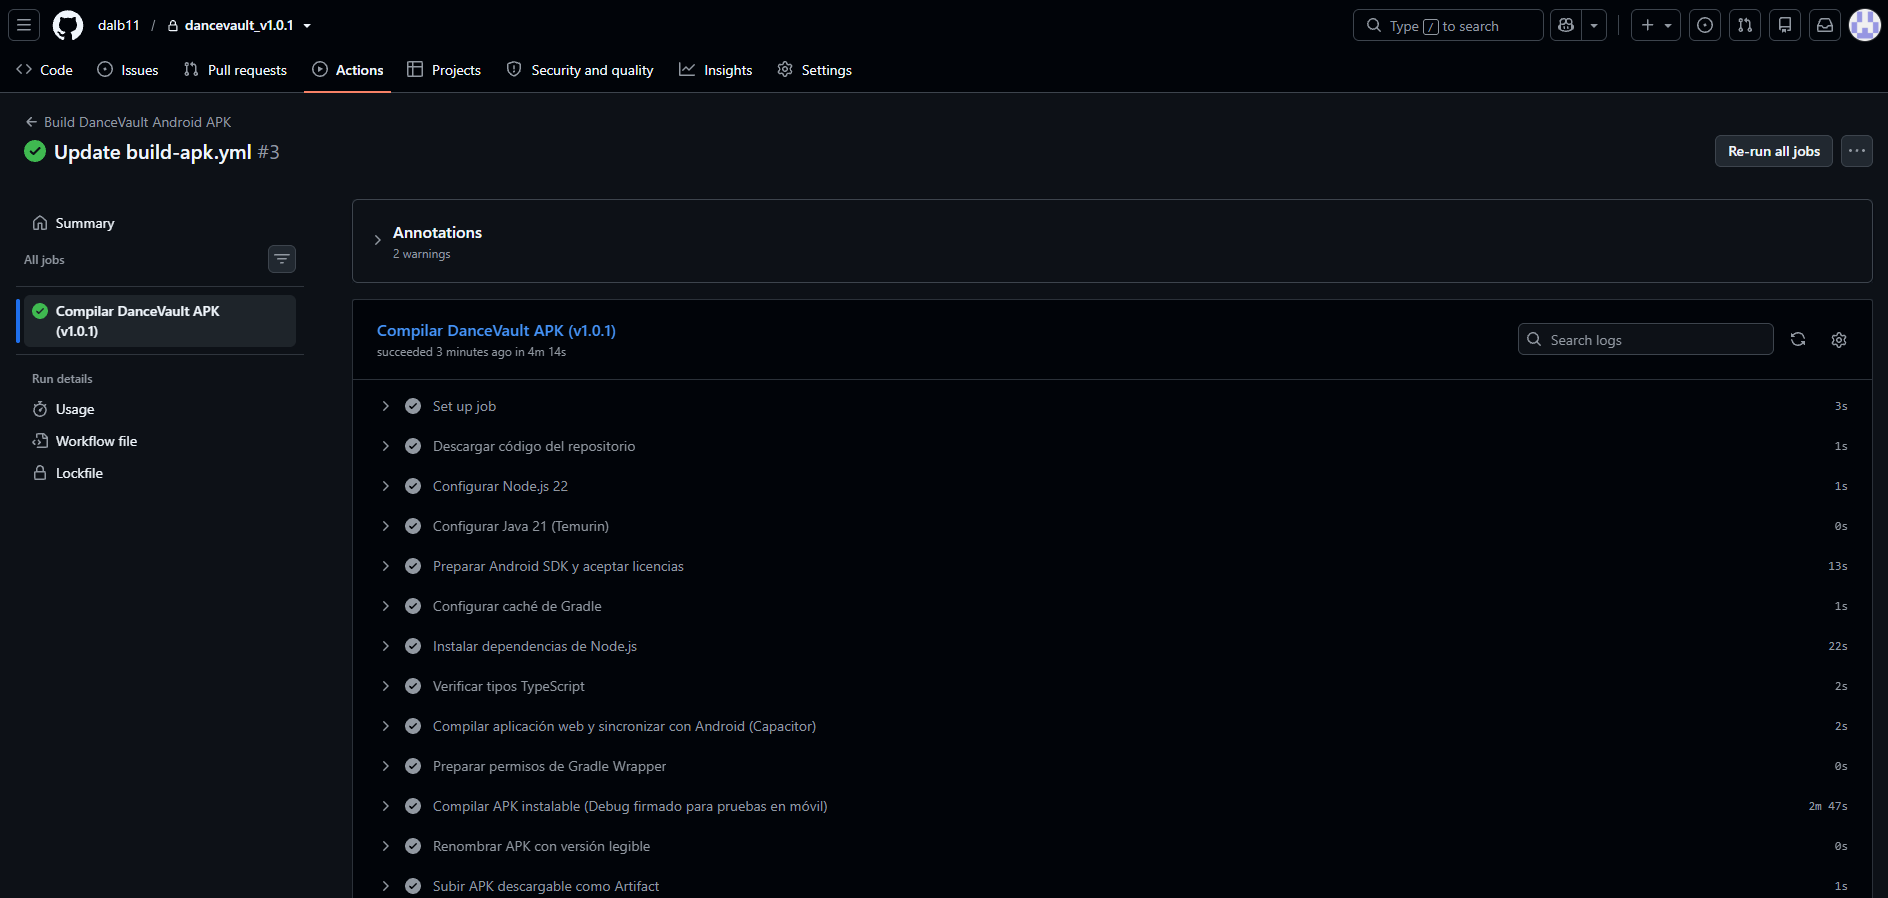 dalb11 / dancevault_v1.0.1
Type / to search
Code
Issues
Pull requests
Actions
Projects
Security and quality
Insights
Settings
Build DanceVault Android APK
Update build-apk.yml #3
Re-run all jobs
Summary
All jobs
Compilar DanceVault APK
(v1.0.1)
Run details
Usage
Workflow file
Lockfile
Annotations
2 warnings
Compilar DanceVault APK (v1.0.1)
succeeded 3 minutes ago in 4m 14s
Search logs
Set up job 3s
Descargar código del repositorio 1s
Configurar Node.js 22 1s
Configurar Java 21 (Temurin) 0s
Preparar Android SDK y aceptar licencias 13s
Configurar caché de Gradle 1s
Instalar dependencias de Node.js 22s
Verificar tipos TypeScript 2s
Compilar aplicación web y sincronizar con Android (Capacitor) 2s
Preparar permisos de Gradle Wrapper 0s
Compilar APK instalable (Debug firmado para pruebas en móvil) 2m 47s
Renombrar APK con versión legible 0s
Subir APK descargable como Artifact 1s